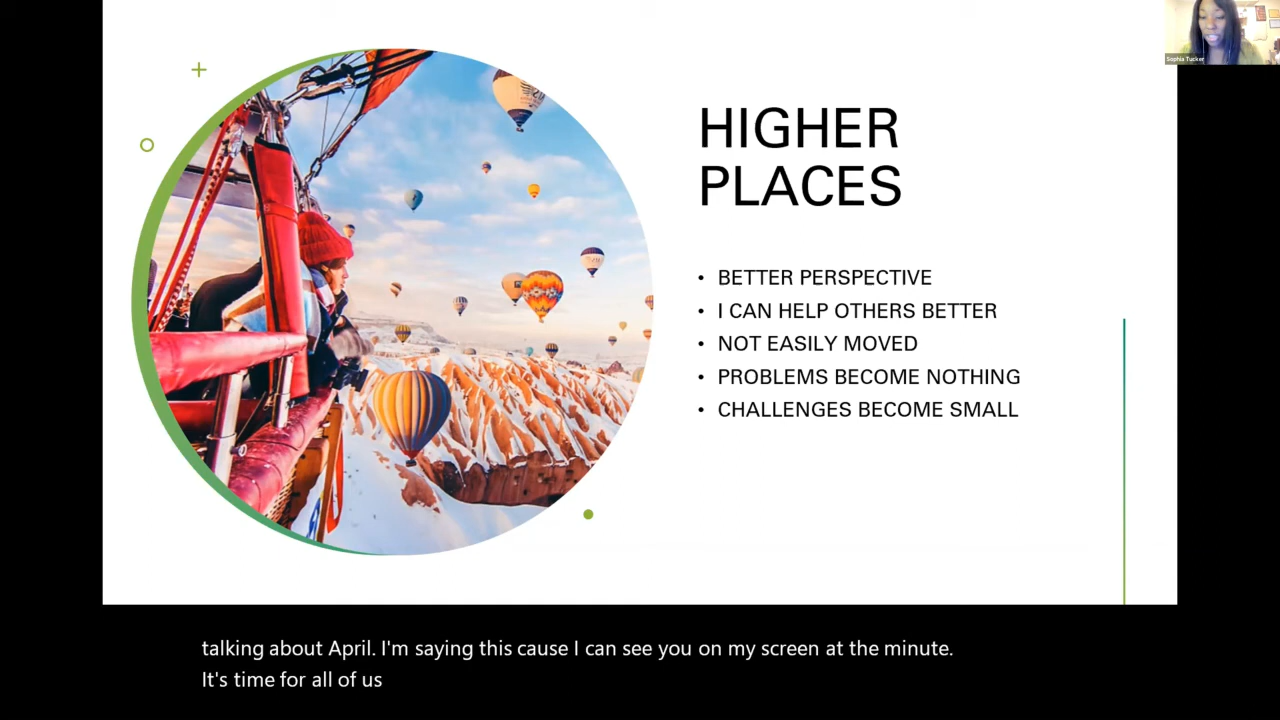 Sophia Tucker
HIGHER
PLACES
• BETTER PERSPECTIVE
• I CAN HELP OTHERS BETTER
• NOT EASILY MOVED
• PROBLEMS BECOME NOTHING
• CHALLENGES BECOME SMALL
talking about April. I'm saying this cause I can see you on my screen at the minute.
It's time for all of us